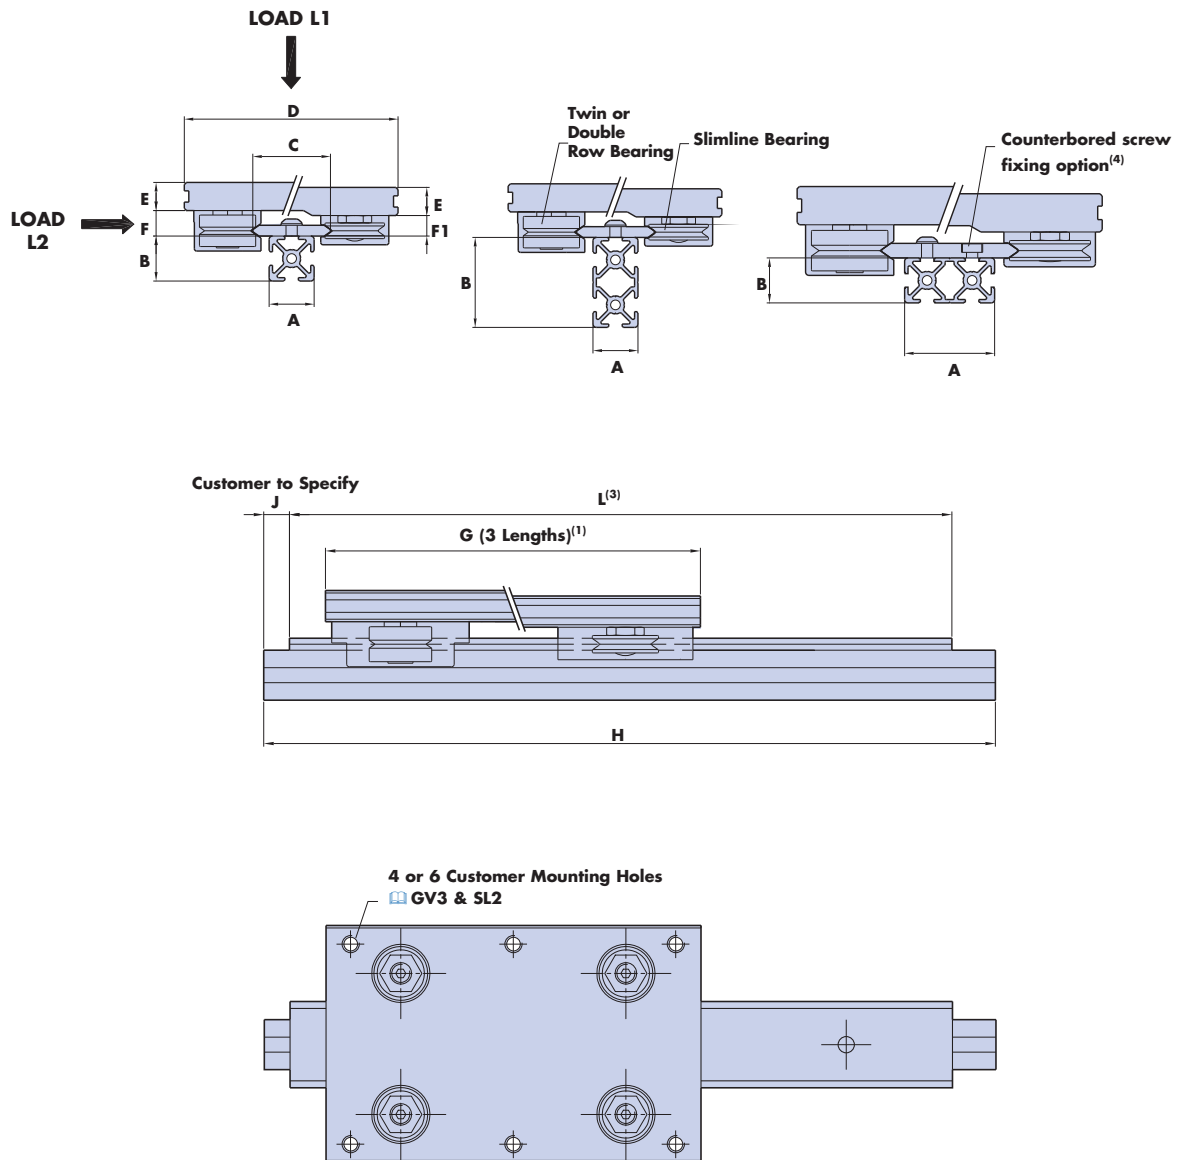 LOAD L1
D
C
E
E
LOAD
L2
F
F1
B
A
Twin or
Double
Row Bearing
Slimline Bearing
B
A
Counterbored screw
fixing option(4)
B
A
Customer to Specify
J
L(3)
G (3 Lengths)(1)
H
4 or 6 Customer Mounting Holes
GV3 & SL2